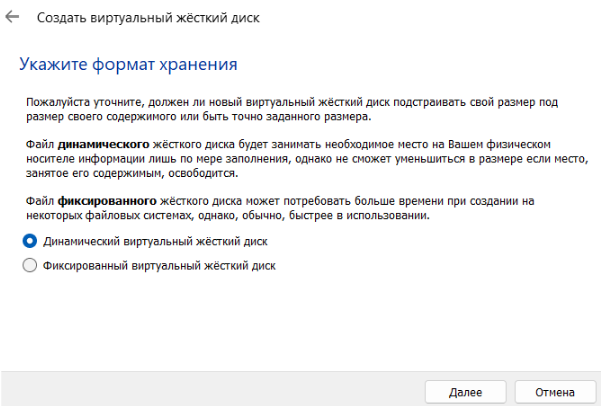 Создать виртуальный жёсткий диск
Укажите формат хранения
Пожалуйста уточните, должен ли новый виртуальный жёсткий диск подстраивать свой размер под
размер своего содержимого или быть точно заданного размера.
Файл динамического жёсткого диска будет занимать необходимое место на Вашем физическом
носителе информации лишь по мере заполнения, однако не сможет уменьшиться в размере если место,
занятое его содержимым, освободится.
Файл фиксированного жёсткого диска может потребовать больше времени при создании на
некоторых файловых системах, однако, обычно, быстрее в использовании.
Динамический виртуальный жёсткий диск
Фиксированный виртуальный жёсткий диск
Далее
Отмена